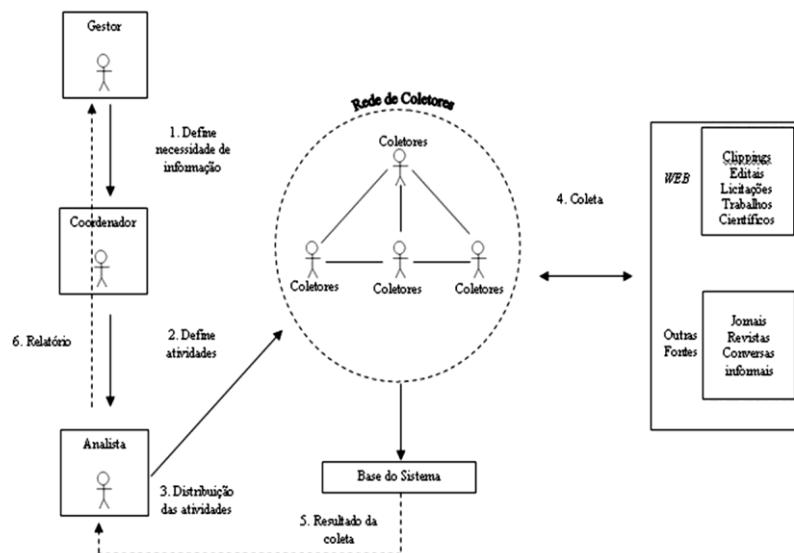 Gestor
1. Define
necessidade de
informação
Coordenador
2. Define
atividades
6. Relatório
Analista
3. Distribuição
das atividades
Rede de Coletores
Coletores
Coletores
Coletores
Coletores
Base do Sistema
5. Resultado da
coleta
4. Coleta
WEB
Clippings
Editais
Licitações
Trabalhos
Científicos
Outras
Fontes
Jornais
Revistas
Conversas
informais